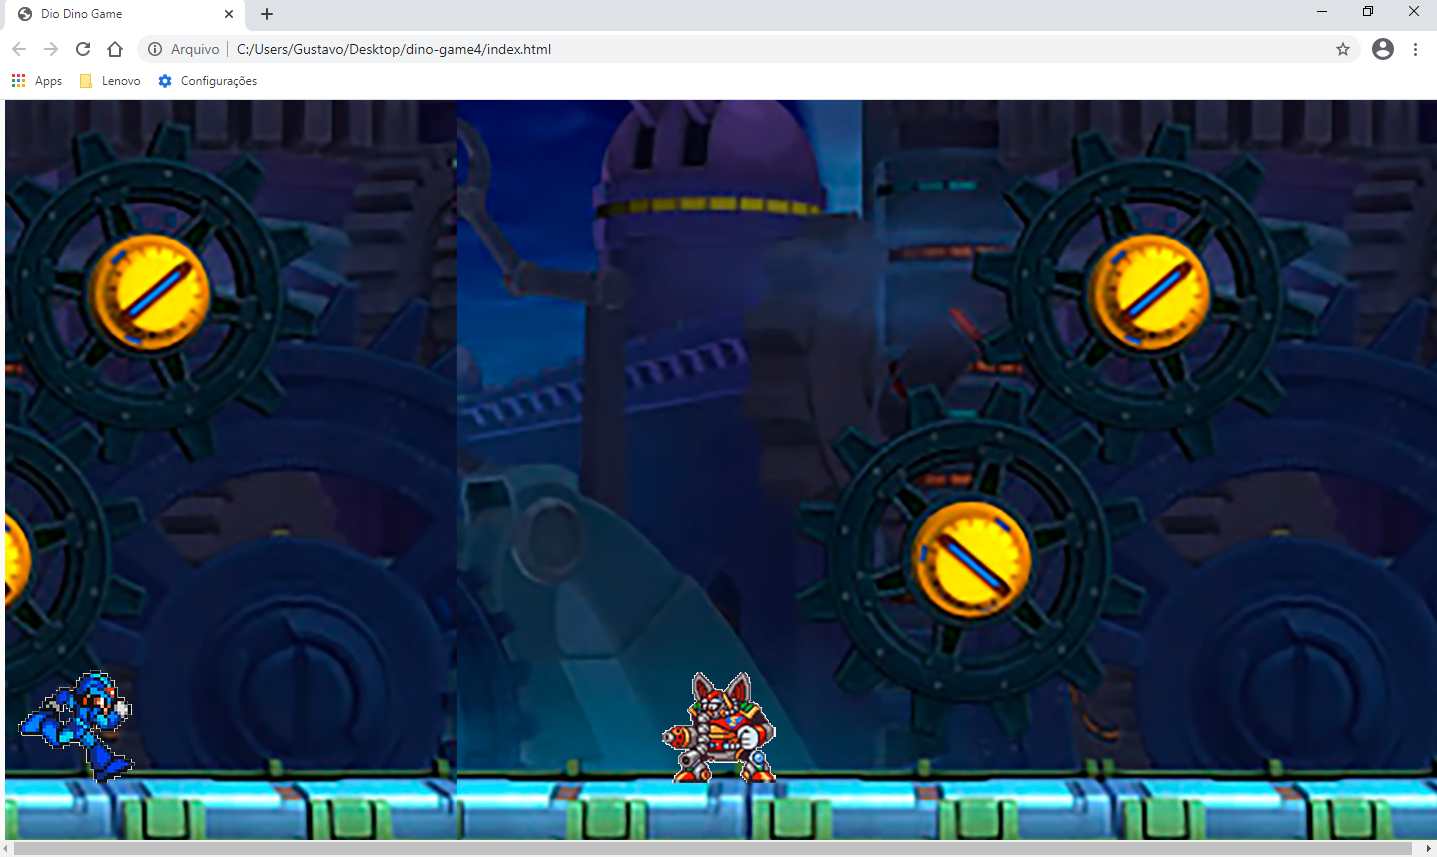 Dio Dino Game
Arquivo C:/Users/Gustavo/Desktop/dino-game4/index.html
Apps Lenovo Configurações